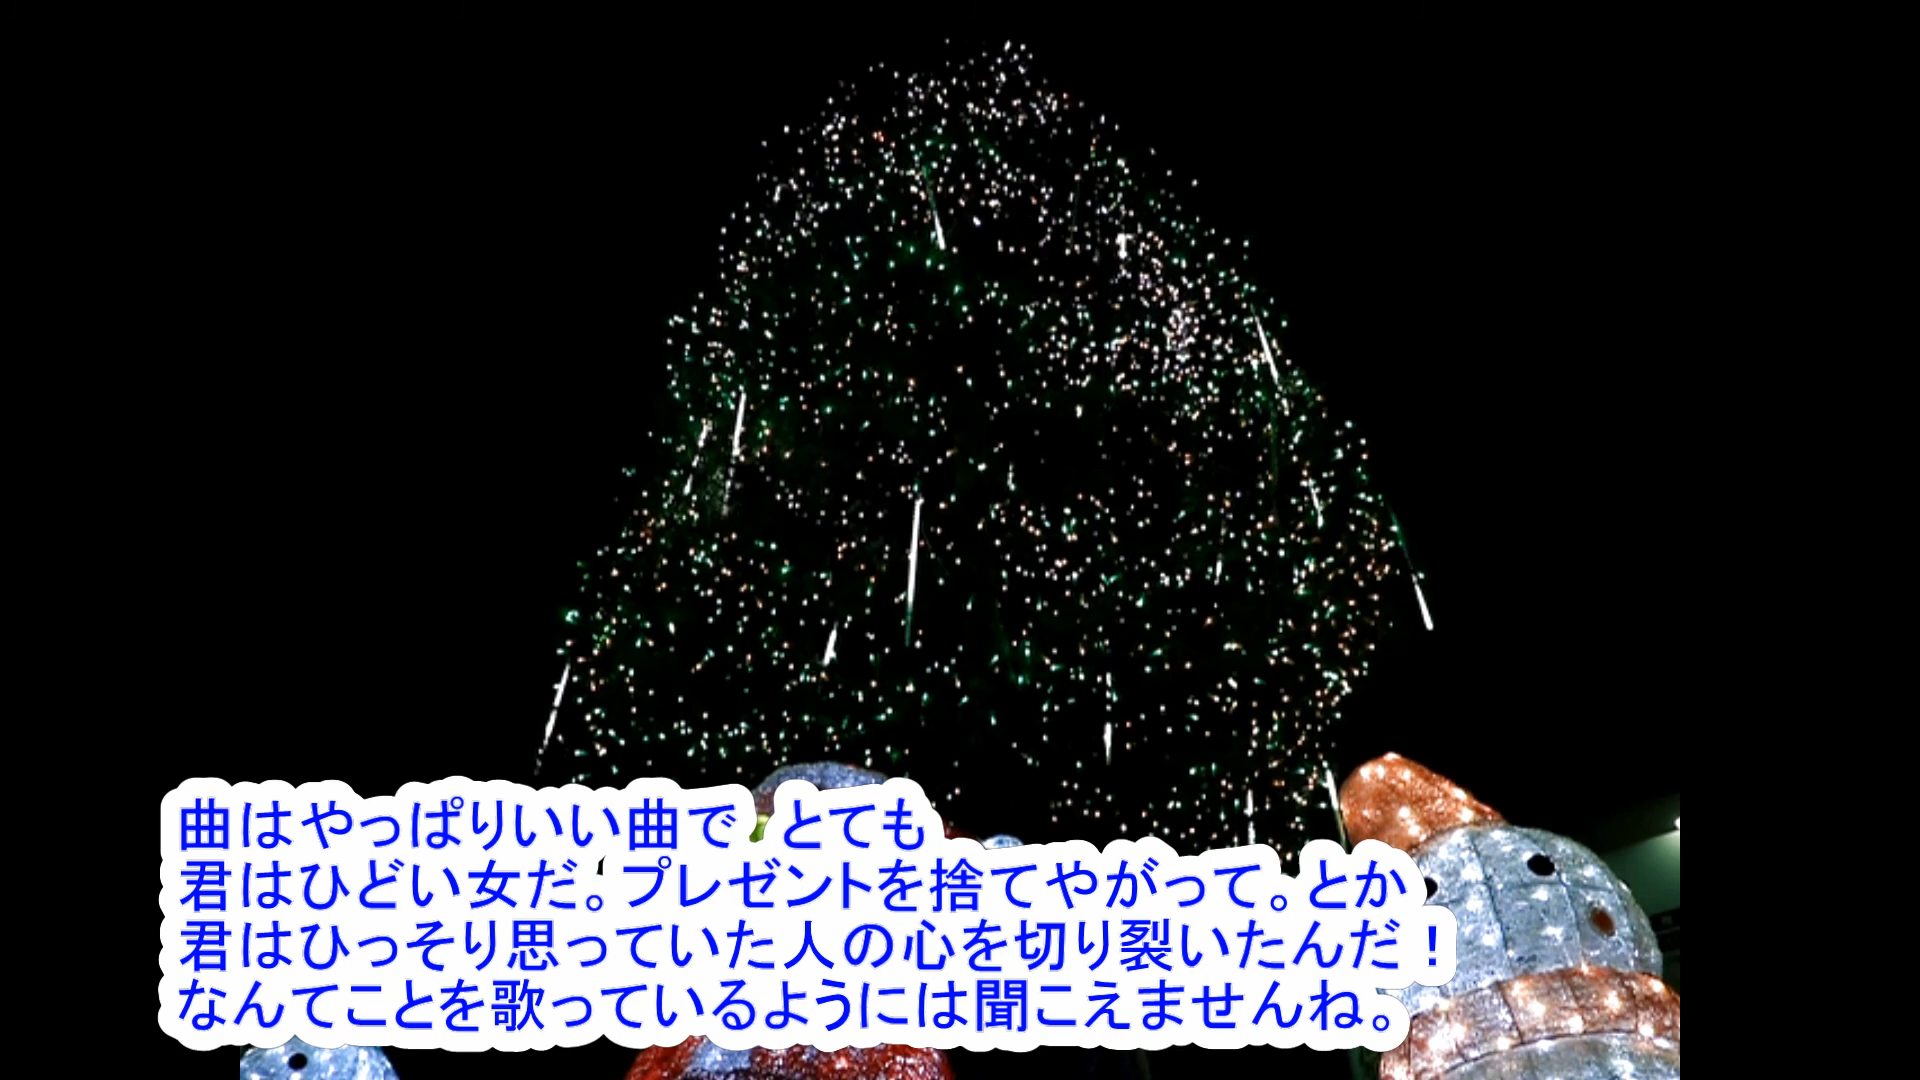 曲はやっぱりいい曲で　とても
君はひどい女だ。プレゼントを捨てやがって。とか
君はひっそり思っていた人の心を切り裂いたんだ！
なんてことを歌っているようには聞こえませんね。